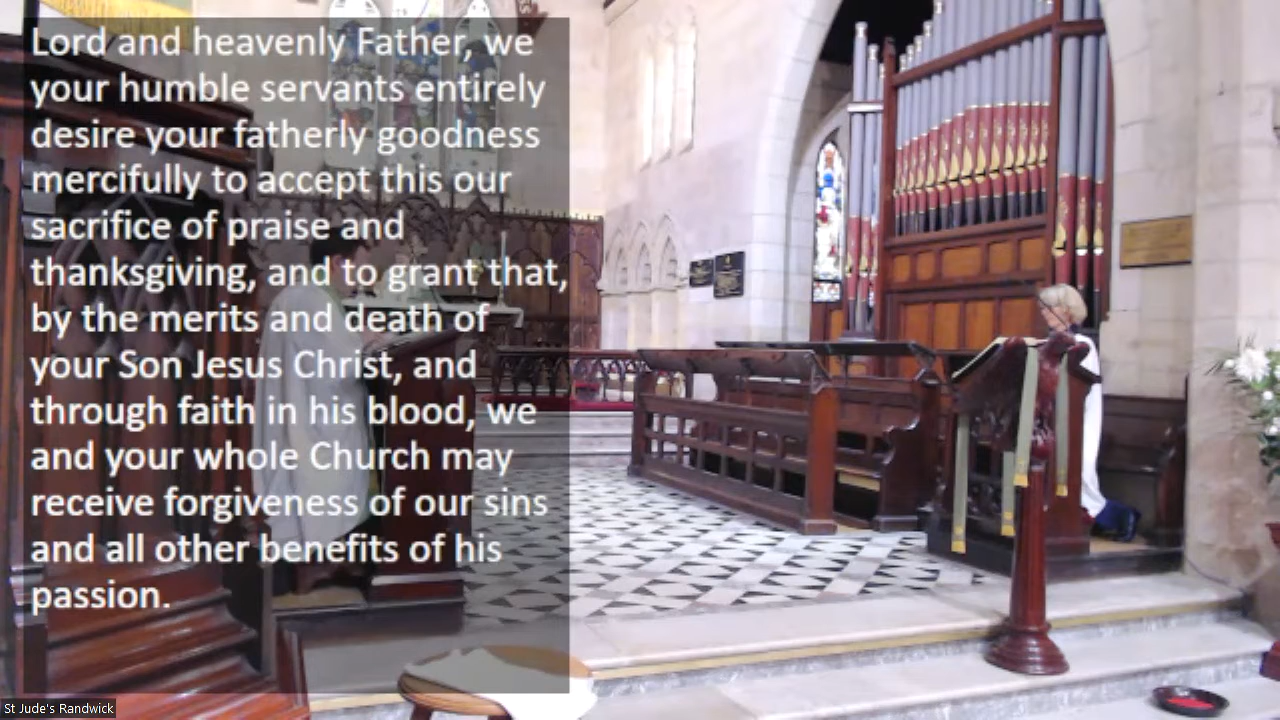 Lord and heavenly Father, we
your humble servants entirely
desire your fatherly goodness
mercifully to accept this our
sacrifice of praise and
thanksgiving, and to grant that,
by the merits and death of
your Son Jesus Christ, and
through faith in his blood, we
and your whole Church may
receive forgiveness of our sins
and all other benefits of his
passion.
St Jude's Randwick